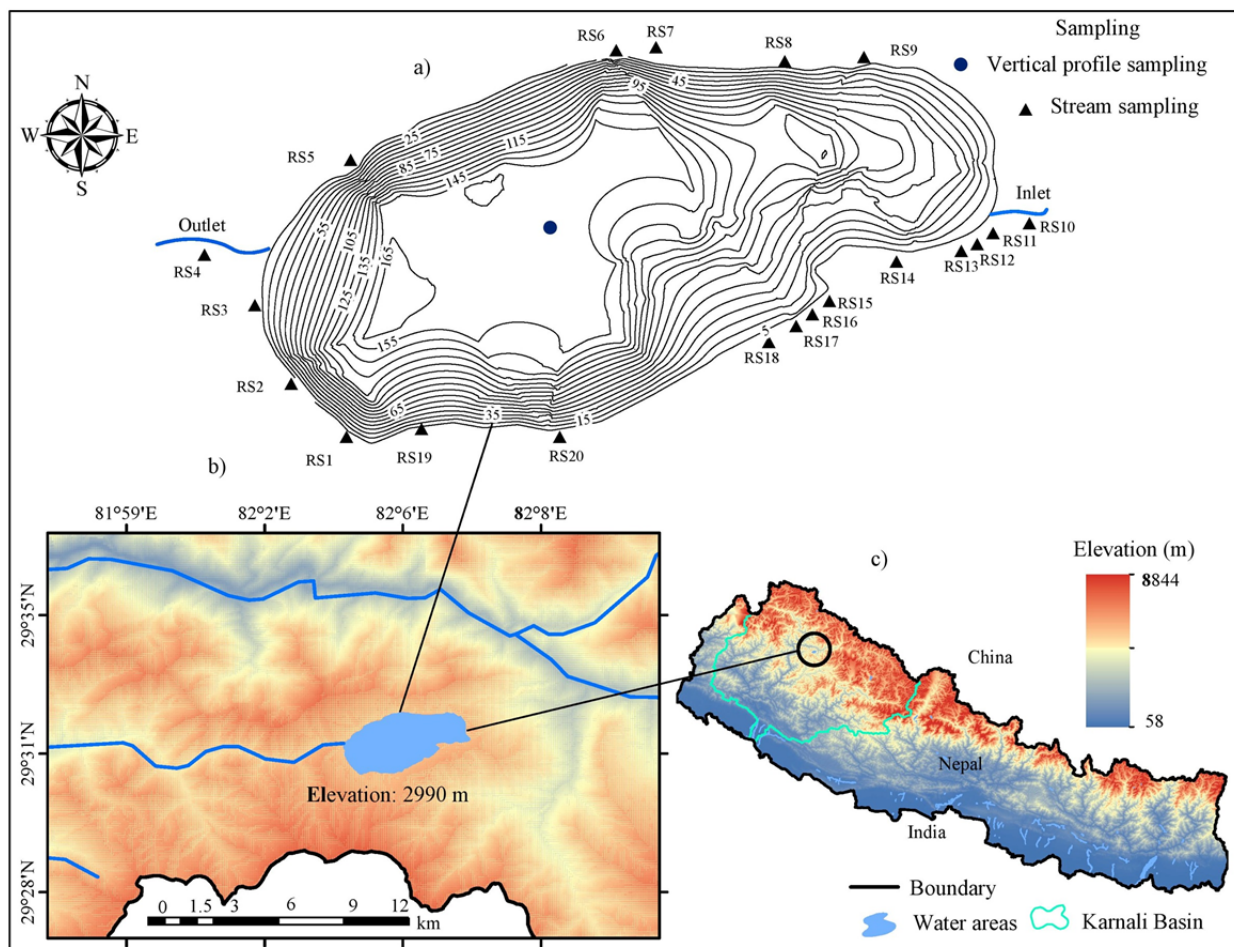 Sampling
Vertical profile sampling
Stream sampling
a)
N
W
E
S
RS6
RS7
RS8
RS9
RS5
Outlet
RS4
RS3
RS2
RS1
RS19
RS20
Inlet
RS10
RS11
RS12
RS13
RS14
RS15
RS16
RS17
RS18
25
85
75
115
145
95
45
55
105
135
165
125
155
65
35
15
5
b)
81°59'E
82°2'E
82°6'E
82°8'E
29°35'N
29°31'N
29°28'N
Elevation: 2990 m
0 1.5 3 6 9 12
km
c)
Elevation (m)
8844
58
China
Nepal
India
Boundary
Water areas
Karnali Basin